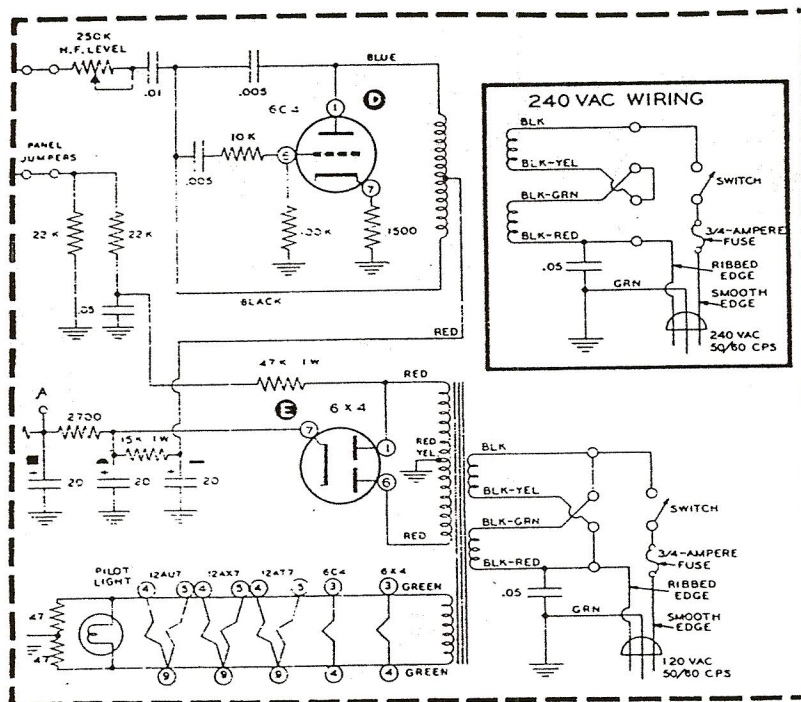 250K
H.F. LEVEL
.01
.005
BLUE
6C4
D
1
10K
6
.005
7
PANEL
JUMPERS
22K
22K
1500
BLACK
.05
RED
47K 1W
RED
A
2700
E
6X4
7
1
15K 1W
RED
YEL
6
20
20
20
RED
240 VAC WIRING
BLK
BLK-YEL
BLK-GRN
BLK-RED
SWITCH
3/4-AMPERE
FUSE
.05
GRN
RIBBED
EDGE
SMOOTH
EDGE
240 VAC
50/60 CPS
BLK
BLK-YEL
BLK-GRN
BLK-RED
SWITCH
3/4-AMPERE
FUSE
.05
RIBBED
EDGE
GRN
SMOOTH
EDGE
120 VAC
50/60 CPS
PILOT
LIGHT
12AU7 12AX7 12AT7 6C4 6X4
4 5 4 5 4 5 3 3
GREEN
47
47
9 9 9 4 4
GREEN